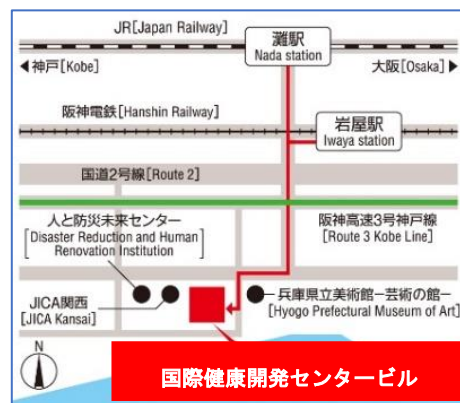 JR[Japan Railway]
灘駅
Nada station
◀神戸[Kobe]
大阪[Osaka]▶
阪神電鉄[Hanshin Railway]
岩屋駅
Iwaya station
国道2号線[Route 2]
人と防災未来センター
[Disaster Reduction and Human
Renovation Institution]
阪神高速3号神戸線
[Route 3 Kobe Line]
JICA関西
[JICA Kansai]
兵庫県立美術館−芸術の館−
[Hyogo Prefectural Museum of Art]
N
国際健康開発センタービル